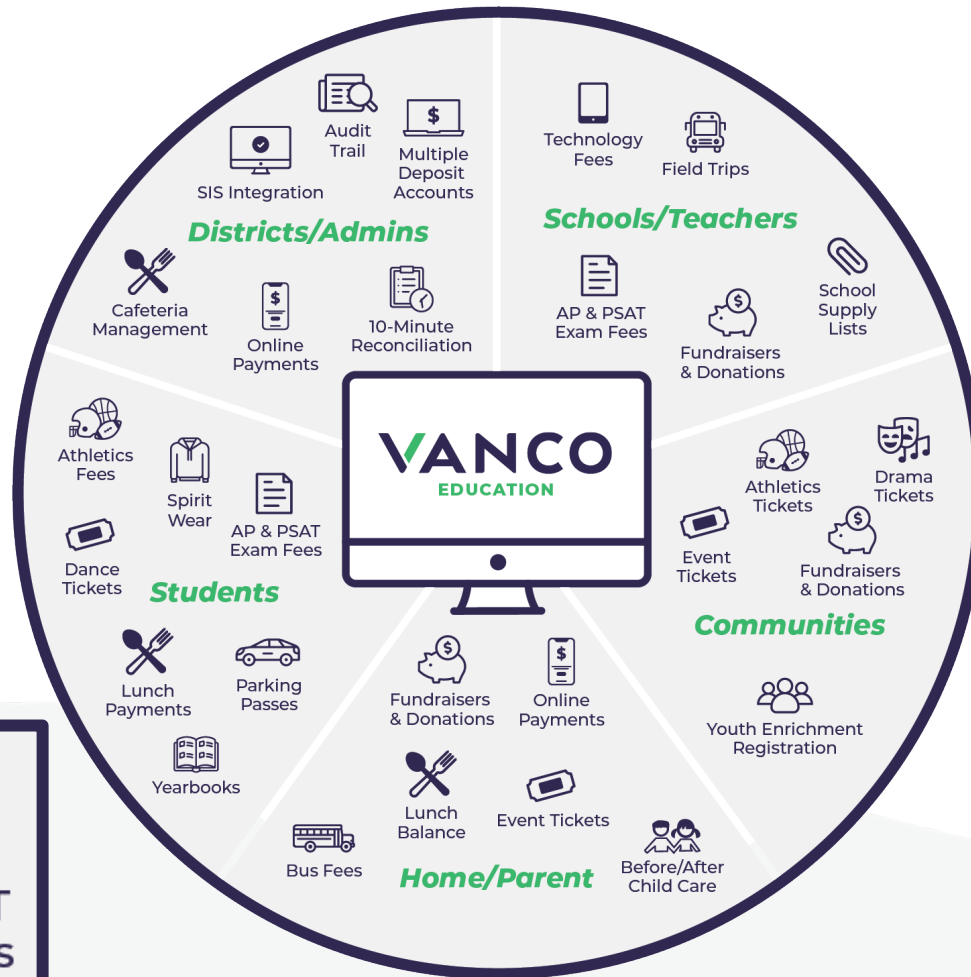 Audit
Trail
Multiple
Deposit
Accounts
SIS Integration
Districts/Admins
Cafeteria
Management
Online
Payments
10-Minute
Reconciliation
Technology
Fees
Field Trips
Schools/Teachers
AP & PSAT
Exam Fees
Fundraisers
& Donations
School
Supply
Lists
VANCO
EDUCATION
Athletics
Fees
Spirit
Wear
AP & PSAT
Exam Fees
Dance
Tickets
Students
Lunch
Payments
Parking
Passes
Yearbooks
Athletics
Tickets
Drama
Tickets
Event
Tickets
Fundraisers
& Donations
Communities
Youth Enrichment
Registration
Fundraisers
& Donations
Online
Payments
Lunch
Balance
Event Tickets
Bus Fees
Home/Parent
Before/After
Child Care
T
S